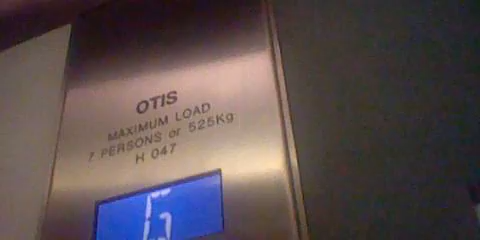 OTIS
MAXIMUM LOAD
7 PERSONS or 525Kg
H 047
G